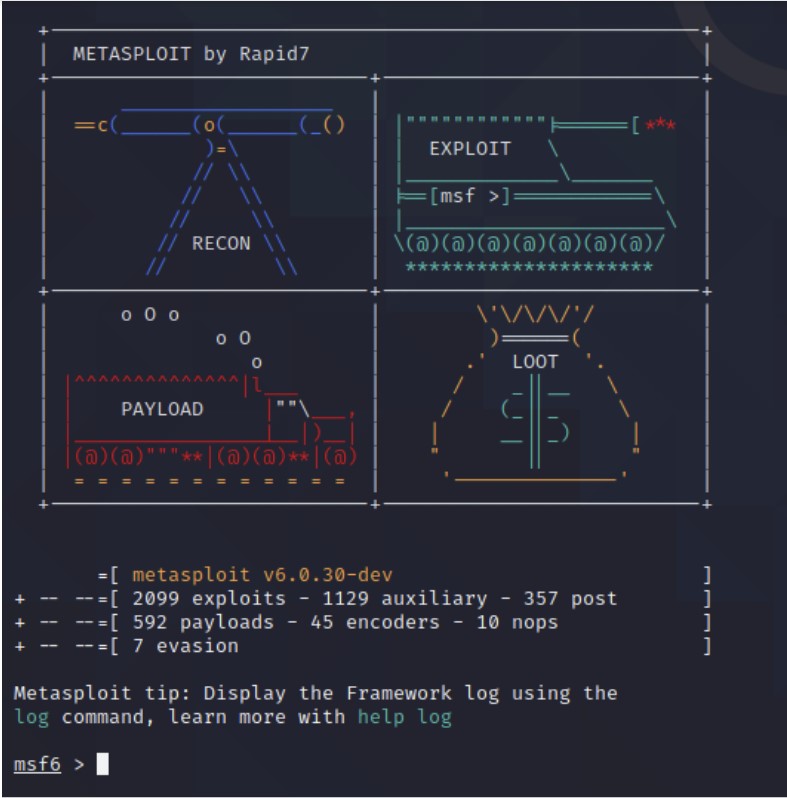 METASPLOIT by Rapid7
EXPLOIT
[msf >]
RECON
o O o
o O
o
LOOT
PAYLOAD
=[ metasploit v6.0.30-dev ]
+ -- --=[ 2099 exploits - 1129 auxiliary - 357 post ]
+ -- --=[ 592 payloads - 45 encoders - 10 nops ]
+ -- --=[ 7 evasion ]
Metasploit tip: Display the Framework log using the
log command, learn more with help log
msf6 >